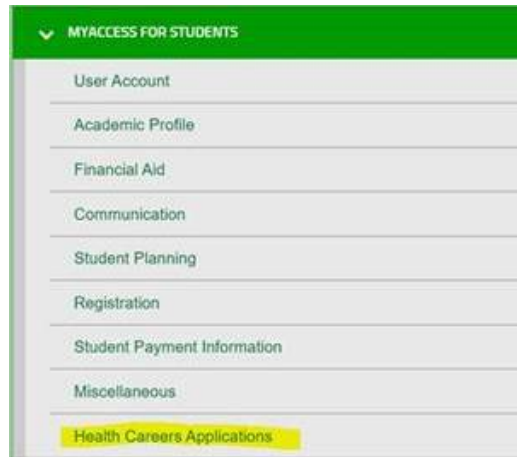 MYACCESS FOR STUDENTS
User Account
Academic Profile
Financial Aid
Communication
Student Planning
Registration
Student Payment Information
Miscellaneous
Health Careers Applications